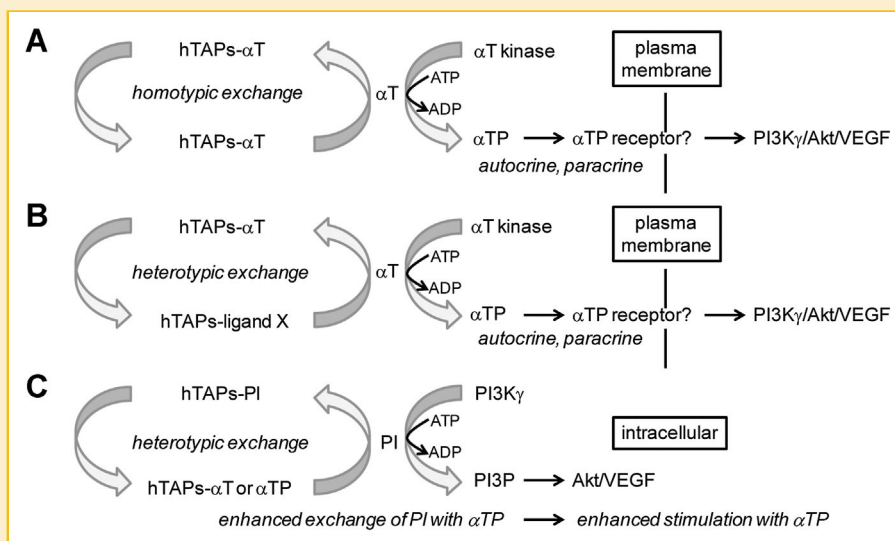 A
hTAPs-αT
homotypic exchange
hTAPs-αT
αT
αT kinase
ATP
ADP
αTP
αTP receptor?
PI3Kγ/Akt/VEGF
autocrine, paracrine
plasma
membrane
B
hTAPs-αT
heterotypic exchange
hTAPs-ligand X
αT
αT kinase
ATP
ADP
αTP
αTP receptor?
PI3Kγ/Akt/VEGF
autocrine, paracrine
plasma
membrane
C
hTAPs-PI
heterotypic exchange
hTAPs-αT or αTP
PI
PI3Kγ
ATP
ADP
PI3P
Akt/VEGF
intracellular
enhanced exchange of PI with αTP
enhanced stimulation with αTP